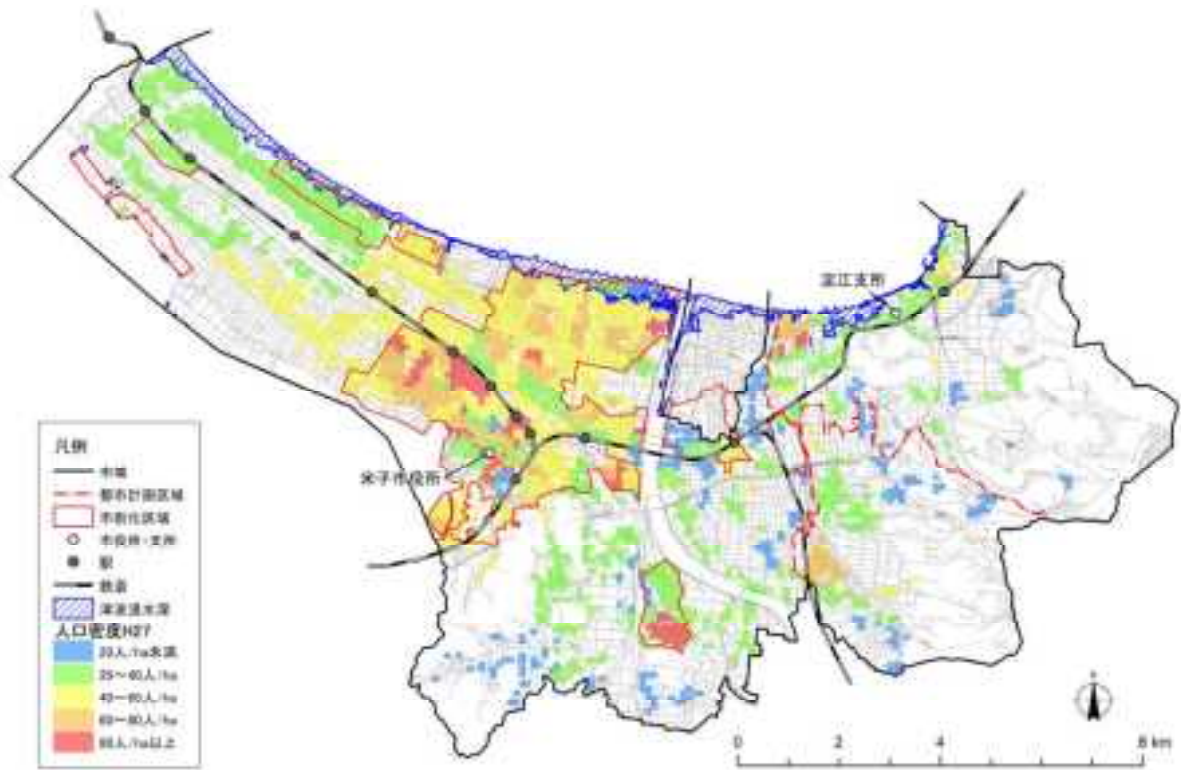 淀江支所
米子市役所
凡例
市域
都市計画区域
市街化区域
市役所・支所
駅
鉄道
津波浸水深
人口密度H27
20人/ha未満
20～40人/ha
40～60人/ha
60～80人/ha
80人/ha以上
0 2 4 8 km